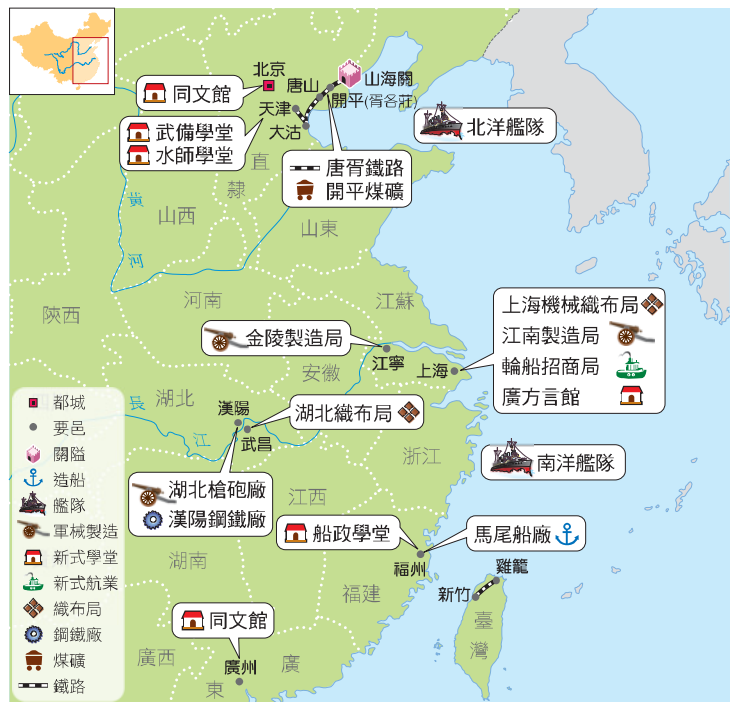 北京
同文館
唐山
山海關
開平(胥各莊)
天津
大沽
武備學堂
水師學堂
北洋艦隊
直
隸
唐胥鐵路
開平煤礦
黃
河
山西
山東
陝西
河南
江蘇
上海機械織布局
江南製造局
輪船招商局
廣方言館
金陵製造局
江寧
安徽
上海
都城
要邑
關隘
造船
艦隊
軍械製造
新式學堂
新式航業
織布局
鋼鐵廠
煤礦
鐵路
四
川
長
江
湖北
漢陽
武昌
湖北織布局
浙江
南洋艦隊
湖北槍砲廠
漢陽鋼鐵廠
江西
船政學堂
馬尾船廠
福州
湖南
福建
雞籠
新竹
臺
灣
同文館
廣西
廣州
廣
東